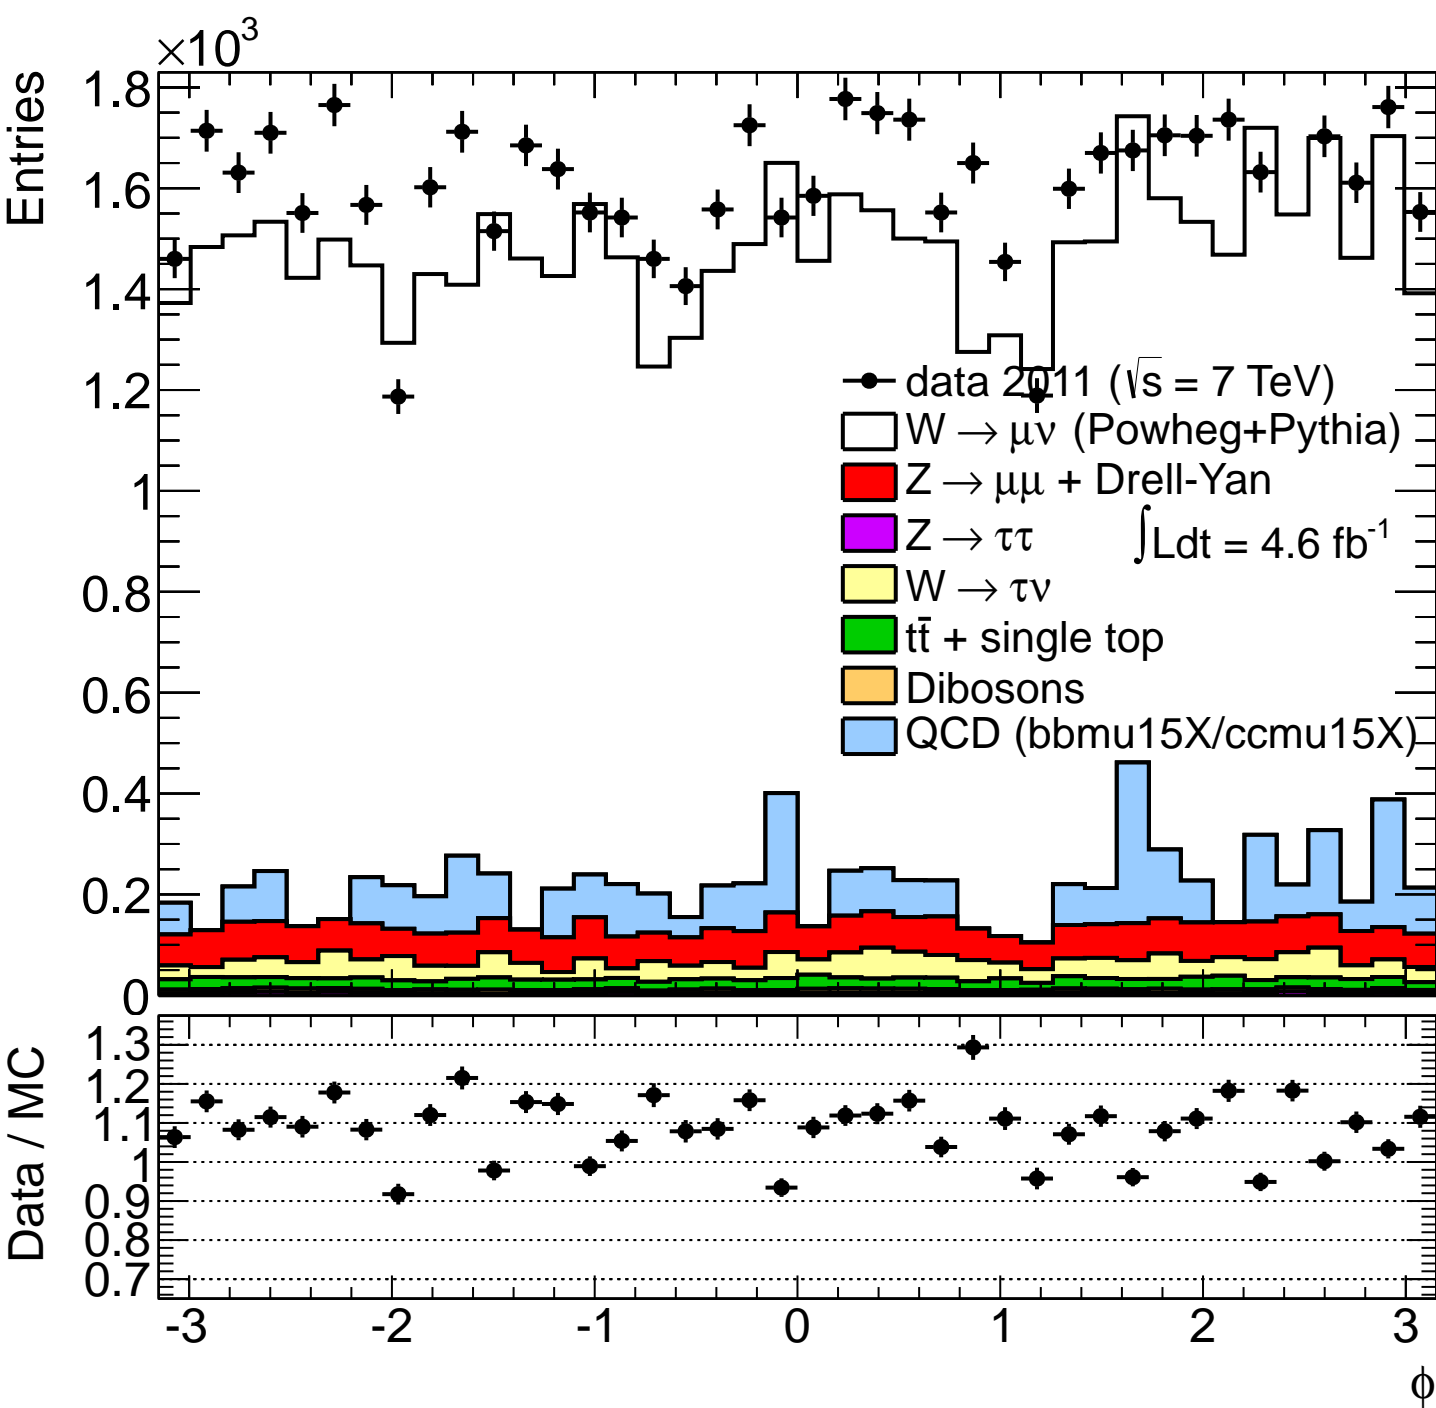 ×10³
Entries
1.8
1.6
1.4
1.2
1
0.8
0.6
0.4
0.2
0
data 2011 (√s = 7 TeV)
W → μν (Powheg+Pythia)
Z → μμ + Drell-Yan
Z → ττ
∫Ldt = 4.6 fb⁻¹
W → τν
tt̄ + single top
Dibosons
QCD (bbmu15X/ccmu15X)
Data / MC
1.3
1.2
1.1
1
0.9
0.8
0.7
-3 -2 -1 0 1 2 3
ϕ